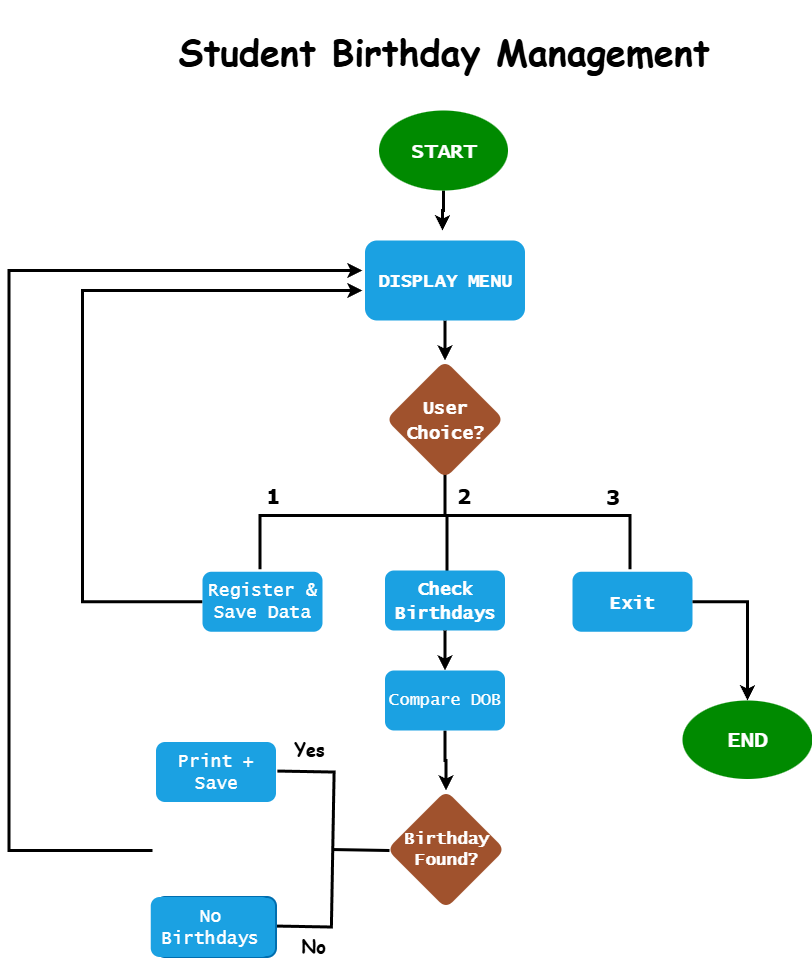 Student Birthday Management
START
DISPLAY MENU
User
Choice?
1
2
3
Register &
Save Data
Check
Birthdays
Exit
Compare DOB
END
Yes
Print +
Save
Birthday
Found?
No
Birthdays
No